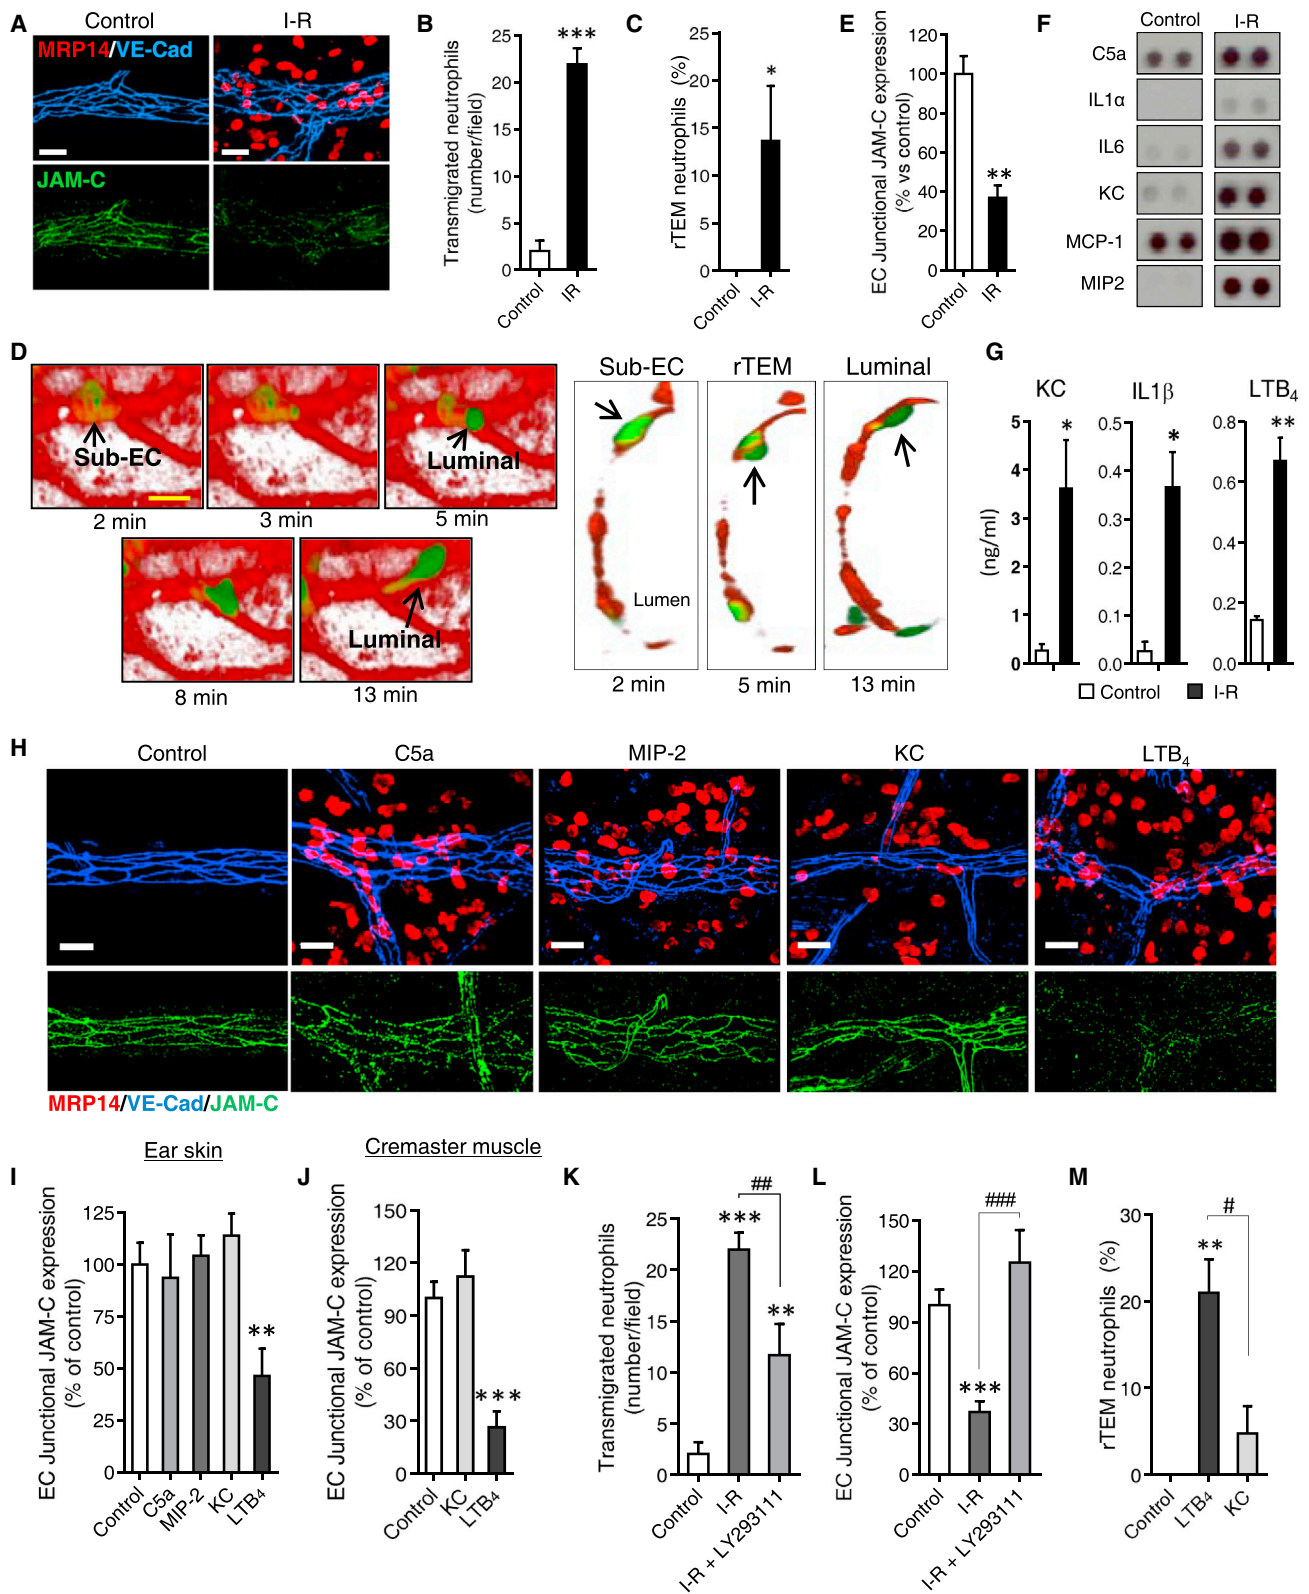 A
Control
I-R
MRP14/VE-Cad
JAM-C
B
Transmigrated neutrophils
(number/field)
25
20
15
10
5
0
***
Control
IR
C
rTEM neutrophils (%)
25
20
15
10
5
0
*
Control
I-R
E
EC Junctional JAM-C expression
(% vs control)
120
100
80
60
40
20
0
**
Control
IR
F
Control
I-R
C5a
IL1α
IL6
KC
MCP-1
MIP2
D
Sub-EC
Luminal
2 min
3 min
5 min
Luminal
8 min
13 min
Sub-EC
rTEM
Luminal
Lumen
2 min
5 min
13 min
G
KC
IL1β
LTB4
(ng/ml)
5
4
3
2
1
0
*
0.5
0.4
0.3
0.2
0.1
0.0
*
0.8
0.6
0.4
0.2
0.0
**
Control
I-R
H
Control
C5a
MIP-2
KC
LTB4
MRP14/VE-Cad/JAM-C
I
Ear skin
EC Junctional JAM-C expression
(% of control)
125
100
75
50
25
0
**
Control
C5a
MIP-2
KC
LTB4
J
Cremaster muscle
EC Junctional JAM-C expression
(% of control)
150
120
90
60
30
0
***
Control
KC
LTB4
K
Transmigrated neutrophils
(number/field)
25
20
15
10
5
0
##
***
**
Control
I-R
I-R + LY293111
L
EC Junctional JAM-C expression
(% of control)
150
120
90
60
30
0
###
***
Control
I-R
I-R + LY293111
M
rTEM neutrophils (%)
30
20
10
0
#
**
Control
LTB4
KC